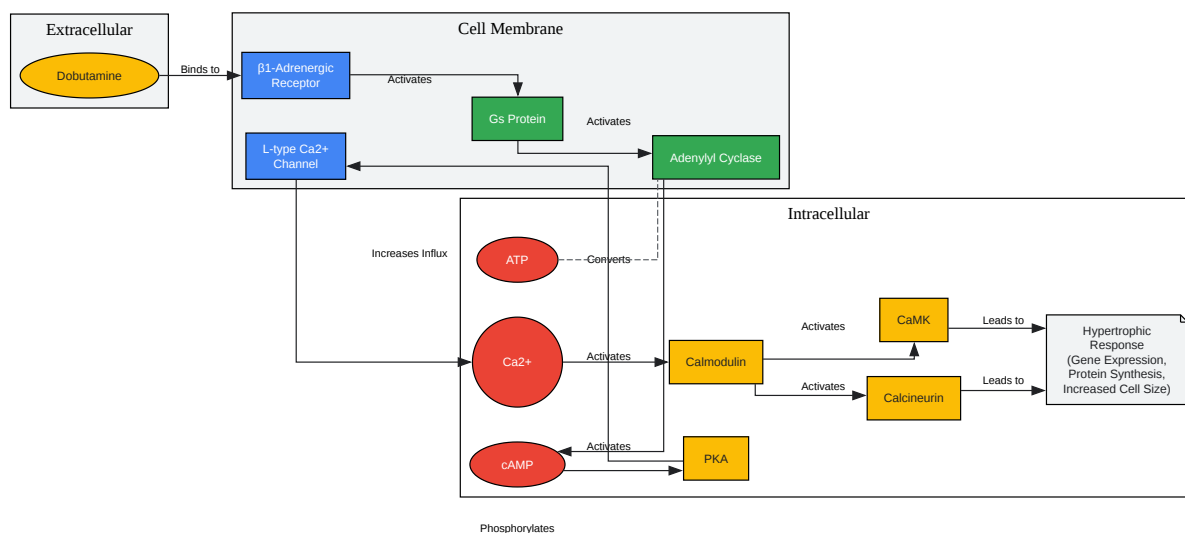 Extracellular
Cell Membrane
Dobutamine
Binds to
β1-Adrenergic
Receptor
Activates
Gs Protein
Activates
L-type Ca2+
Channel
Adenylyl Cyclase
Intracellular
Increases Influx
ATP
Converts
CaMK
Leads to
Activates
Hypertrophic
Response
(Gene Expression,
Protein Synthesis,
Increased Cell Size)
Ca2+
Activates
Calmodulin
Activates
Calcineurin
Leads to
Activates
cAMP
PKA
Phosphorylates